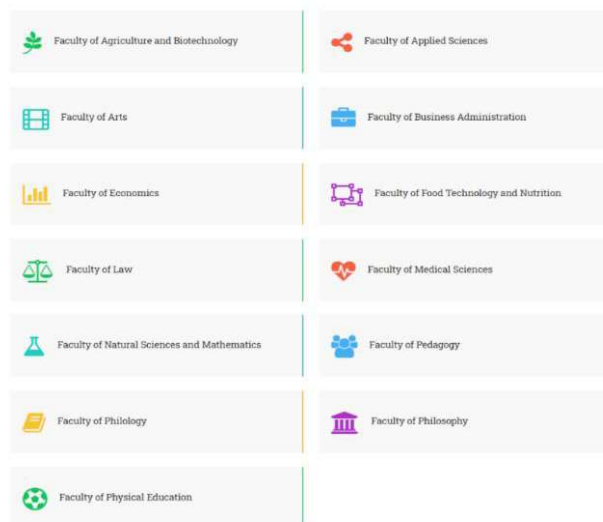 Faculty of Agriculture and Biotechnology
Faculty of Applied Sciences
Faculty of Arts
Faculty of Business Administration
Faculty of Economics
Faculty of Food Technology and Nutrition
Faculty of Law
Faculty of Medical Sciences
Faculty of Natural Sciences and Mathematics
Faculty of Pedagogy
Faculty of Philology
Faculty of Philosophy
Faculty of Physical Education